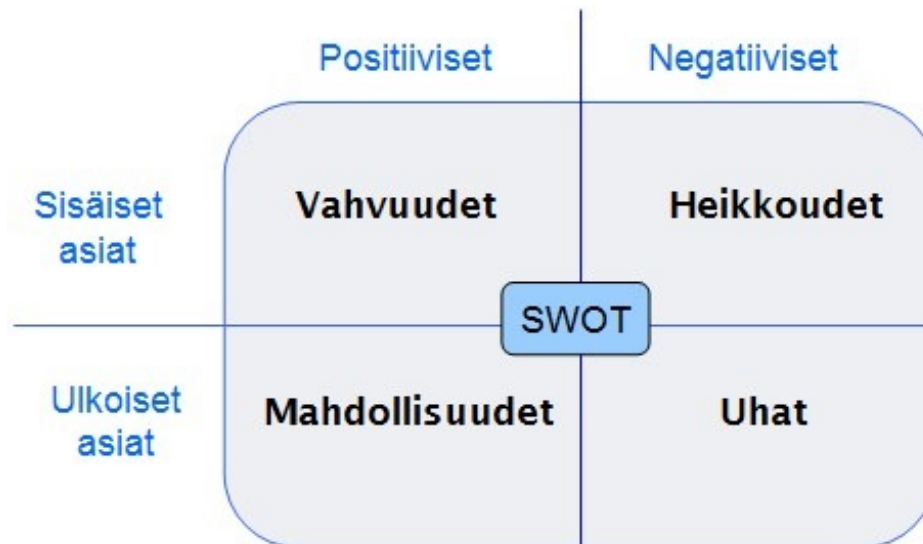 Positiiviset Negatiiviset
Sisäiset
asiat
Vahvuudet Heikkoudet
SWOT
Ulkoiset
asiat
Mahdollisuudet Uhat